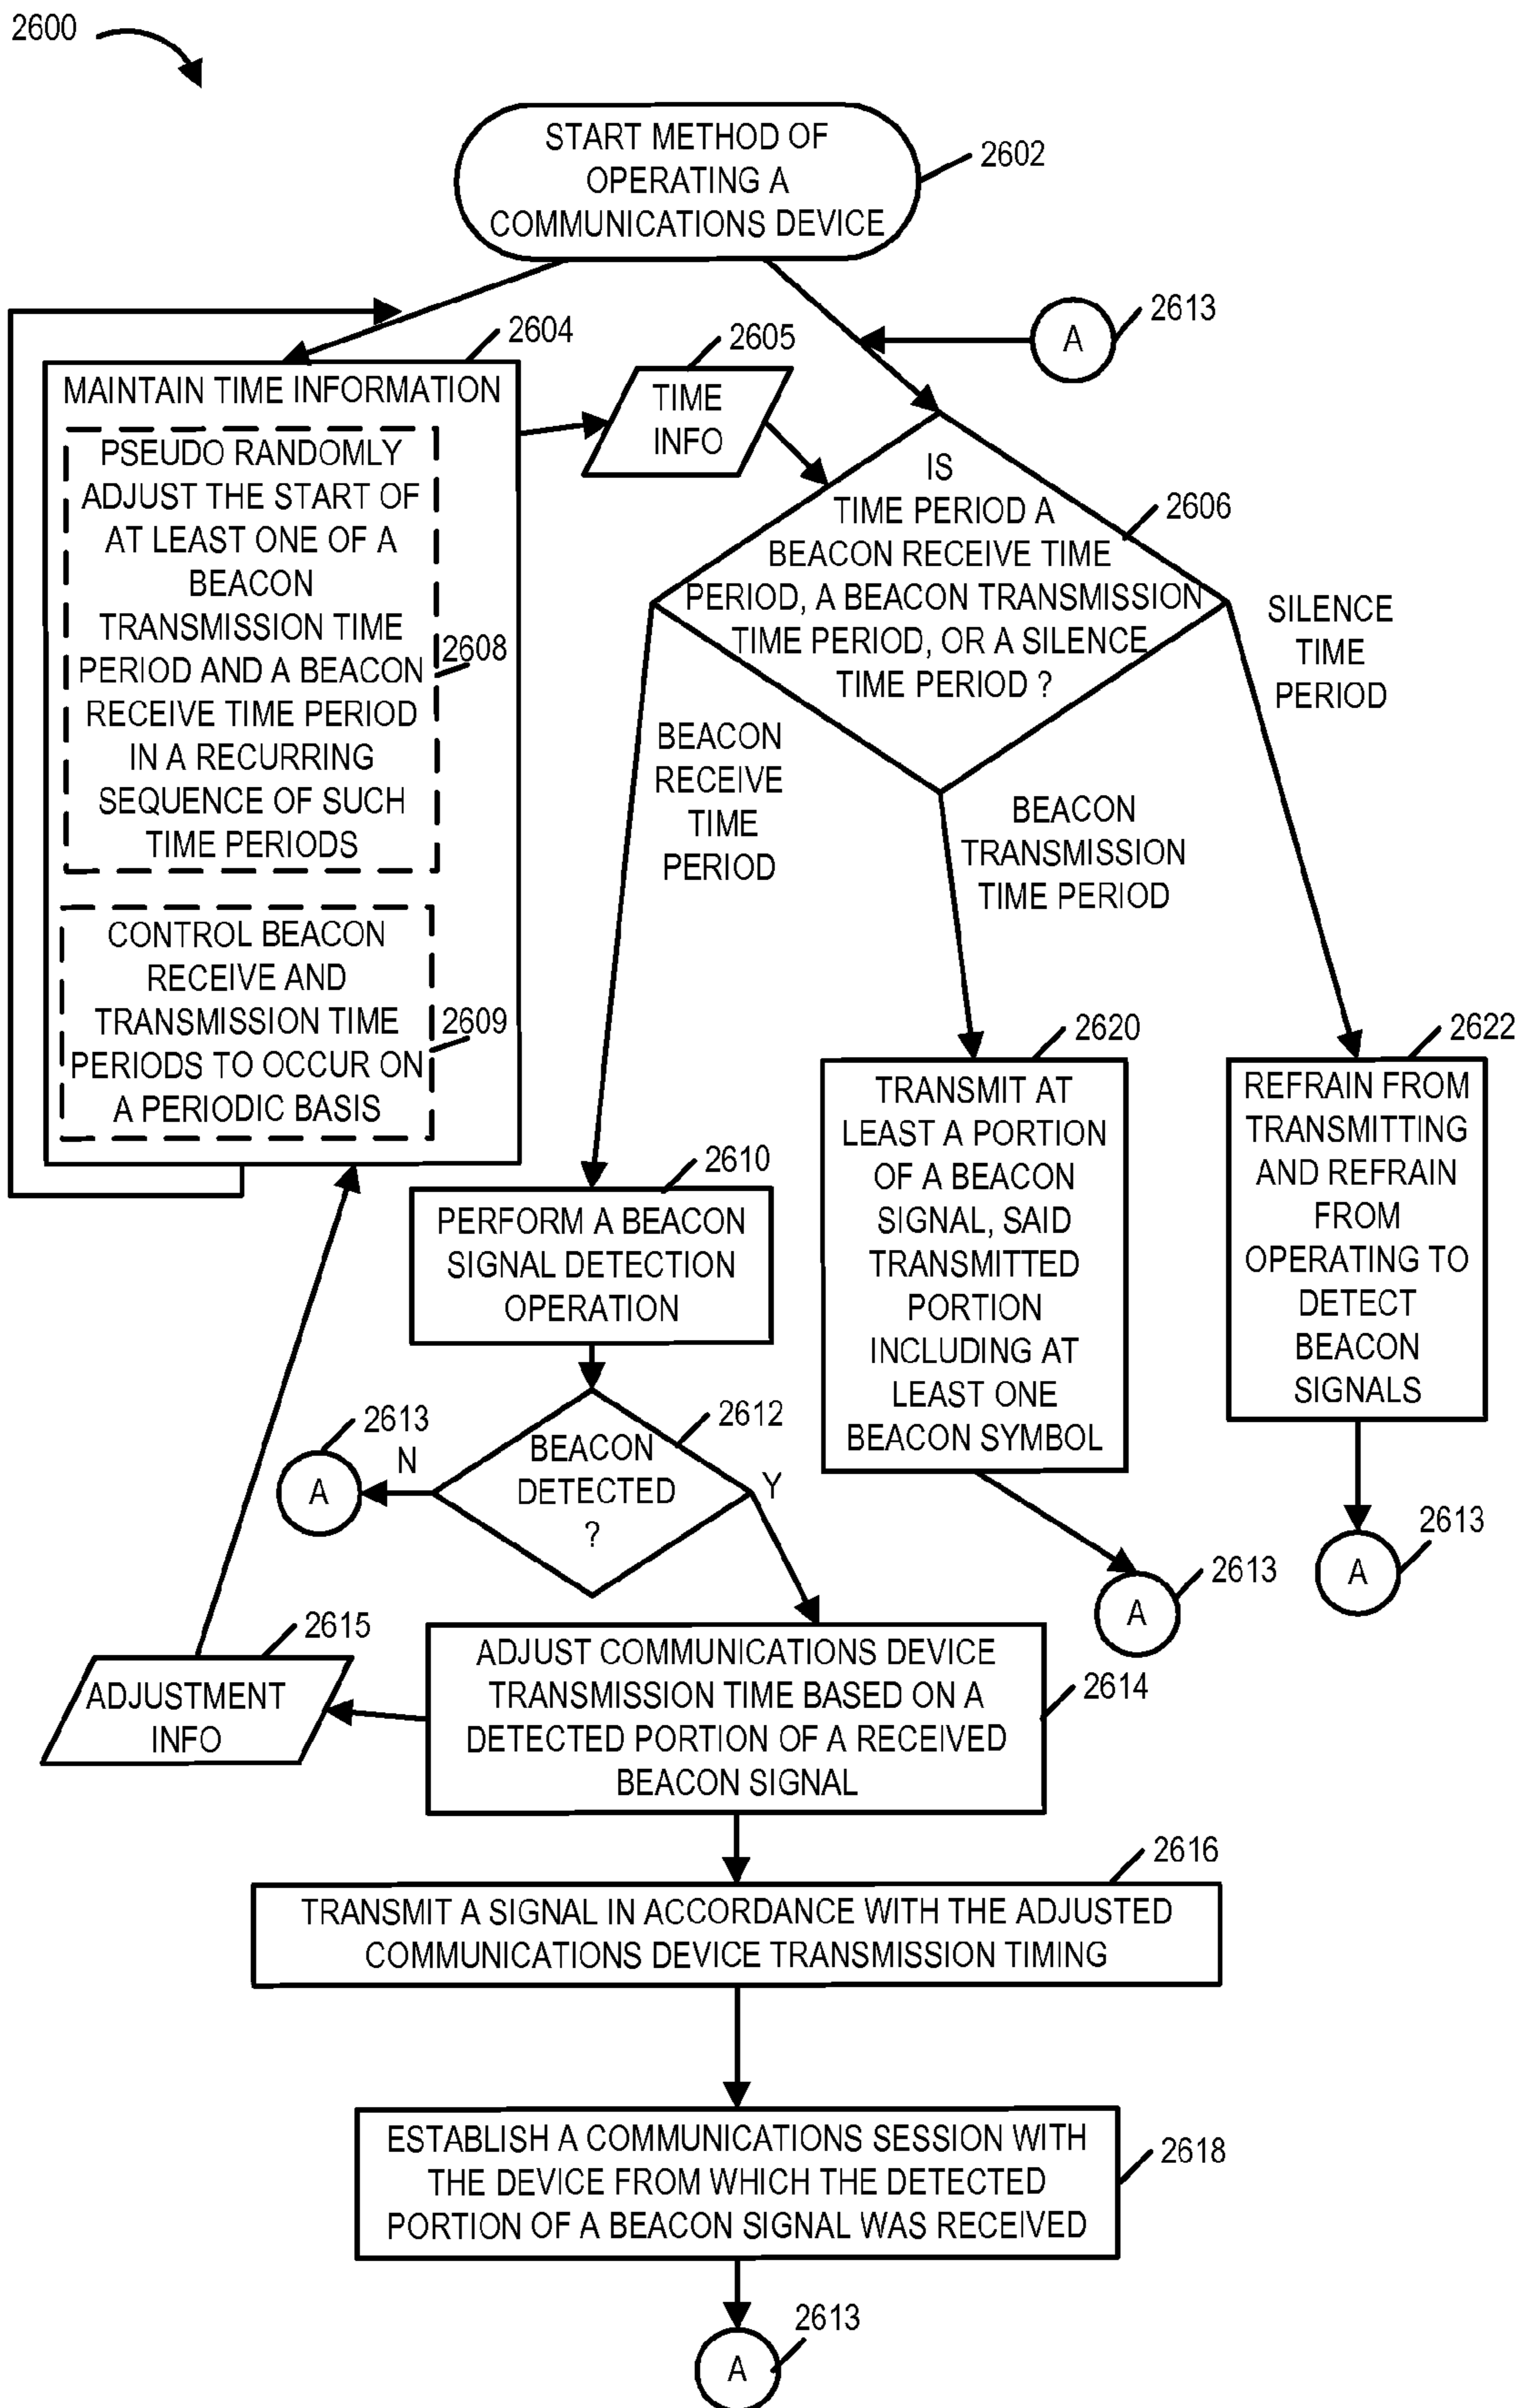 2600
START METHOD OF
OPERATING A
COMMUNICATIONS DEVICE
2602
A
2613
2604
MAINTAIN TIME INFORMATION
PSEUDO RANDOMLY
ADJUST THE START OF
AT LEAST ONE OF A
BEACON
TRANSMISSION TIME
PERIOD AND A BEACON
RECEIVE TIME PERIOD
IN A RECURRING
SEQUENCE OF SUCH
TIME PERIODS
2608
CONTROL BEACON
RECEIVE AND
TRANSMISSION TIME
PERIODS TO OCCUR ON
A PERIODIC BASIS
2609
2605
TIME
INFO
IS
TIME PERIOD A
BEACON RECEIVE TIME
PERIOD, A BEACON TRANSMISSION
TIME PERIOD, OR A SILENCE
TIME PERIOD ?
2606
BEACON
RECEIVE
TIME
PERIOD
BEACON
TRANSMISSION
TIME PERIOD
SILENCE
TIME
PERIOD
2610
PERFORM A BEACON
SIGNAL DETECTION
OPERATION
2620
TRANSMIT AT
LEAST A PORTION
OF A BEACON
SIGNAL, SAID
TRANSMITTED
PORTION
INCLUDING AT
LEAST ONE
BEACON SYMBOL
2622
REFRAIN FROM
TRANSMITTING
AND REFRAIN
FROM
OPERATING TO
DETECT
BEACON
SIGNALS
2612
BEACON
DETECTED
?
N
Y
2613
A
A
2613
A
2613
2615
ADJUSTMENT
INFO
ADJUST COMMUNICATIONS DEVICE
TRANSMISSION TIME BASED ON A
DETECTED PORTION OF A RECEIVED
BEACON SIGNAL
2614
2616
TRANSMIT A SIGNAL IN ACCORDANCE WITH THE ADJUSTED
COMMUNICATIONS DEVICE TRANSMISSION TIMING
ESTABLISH A COMMUNICATIONS SESSION WITH
THE DEVICE FROM WHICH THE DETECTED
PORTION OF A BEACON SIGNAL WAS RECEIVED
2618
2613
A